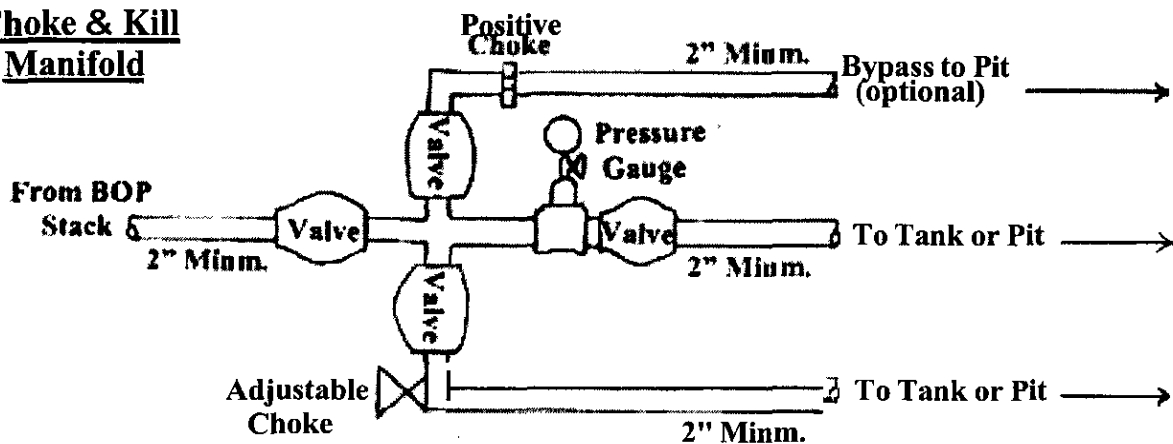 hoke & Kill
Manifold
Positive
Choke
2" Minm.
Bypass to Pit
(optional)
Valve
Pressure
Gauge
From BOP
Stack
Valve
Valve
To Tank or Pit
2" Minm.
2" Minm.
Valve
Adjustable
Choke
To Tank or Pit
2" Minm.